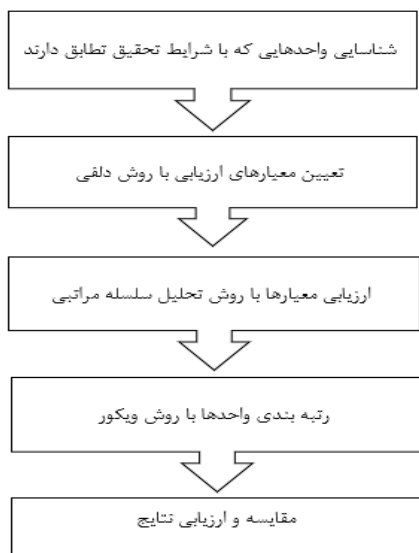 شناسایی واحدهایی که با شرایط تحقیق تطابق دارند
تعیین معیارهای ارزیابی با روش دلفی
ارزیابی معیارها با روش تحلیل سلسله مراتبی
رتبه بندی واحدها با روش ویکور
مقایسه و ارزیابی نتایج